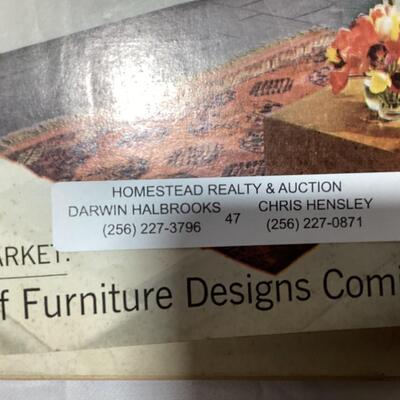 HOMESTEAD REALTY & AUCTION
DARWIN HALBROOKS 47 CHRIS HENSLEY
(256) 227-3796 (256) 227-0871
ARKET:
f Furniture Designs Comi